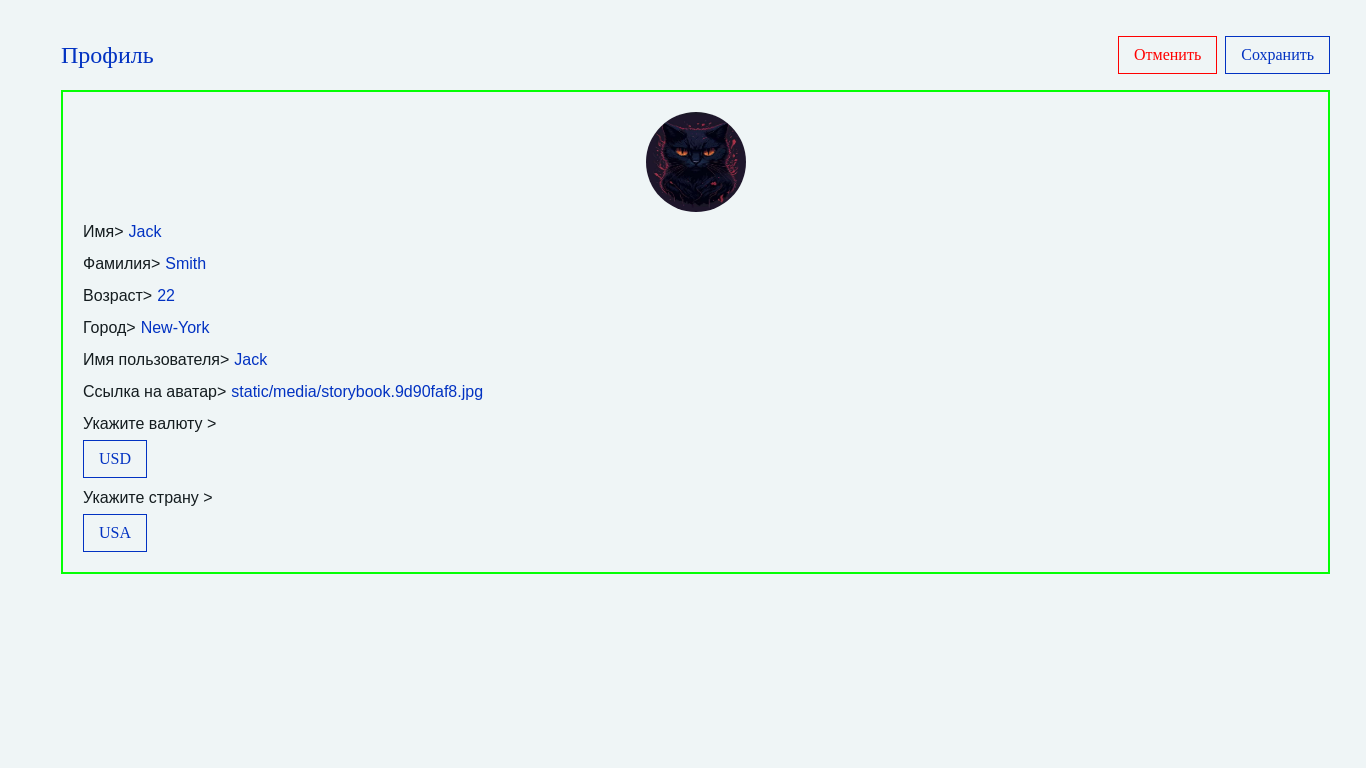 Профиль
Отменить
Сохранить
Имя> Jack
Фамилия> Smith
Возраст> 22
Город> New-York
Имя пользователя> Jack
Ссылка на аватар> static/media/storybook.9d90faf8.jpg
Укажите валюту >
USD
Укажите страну >
USA